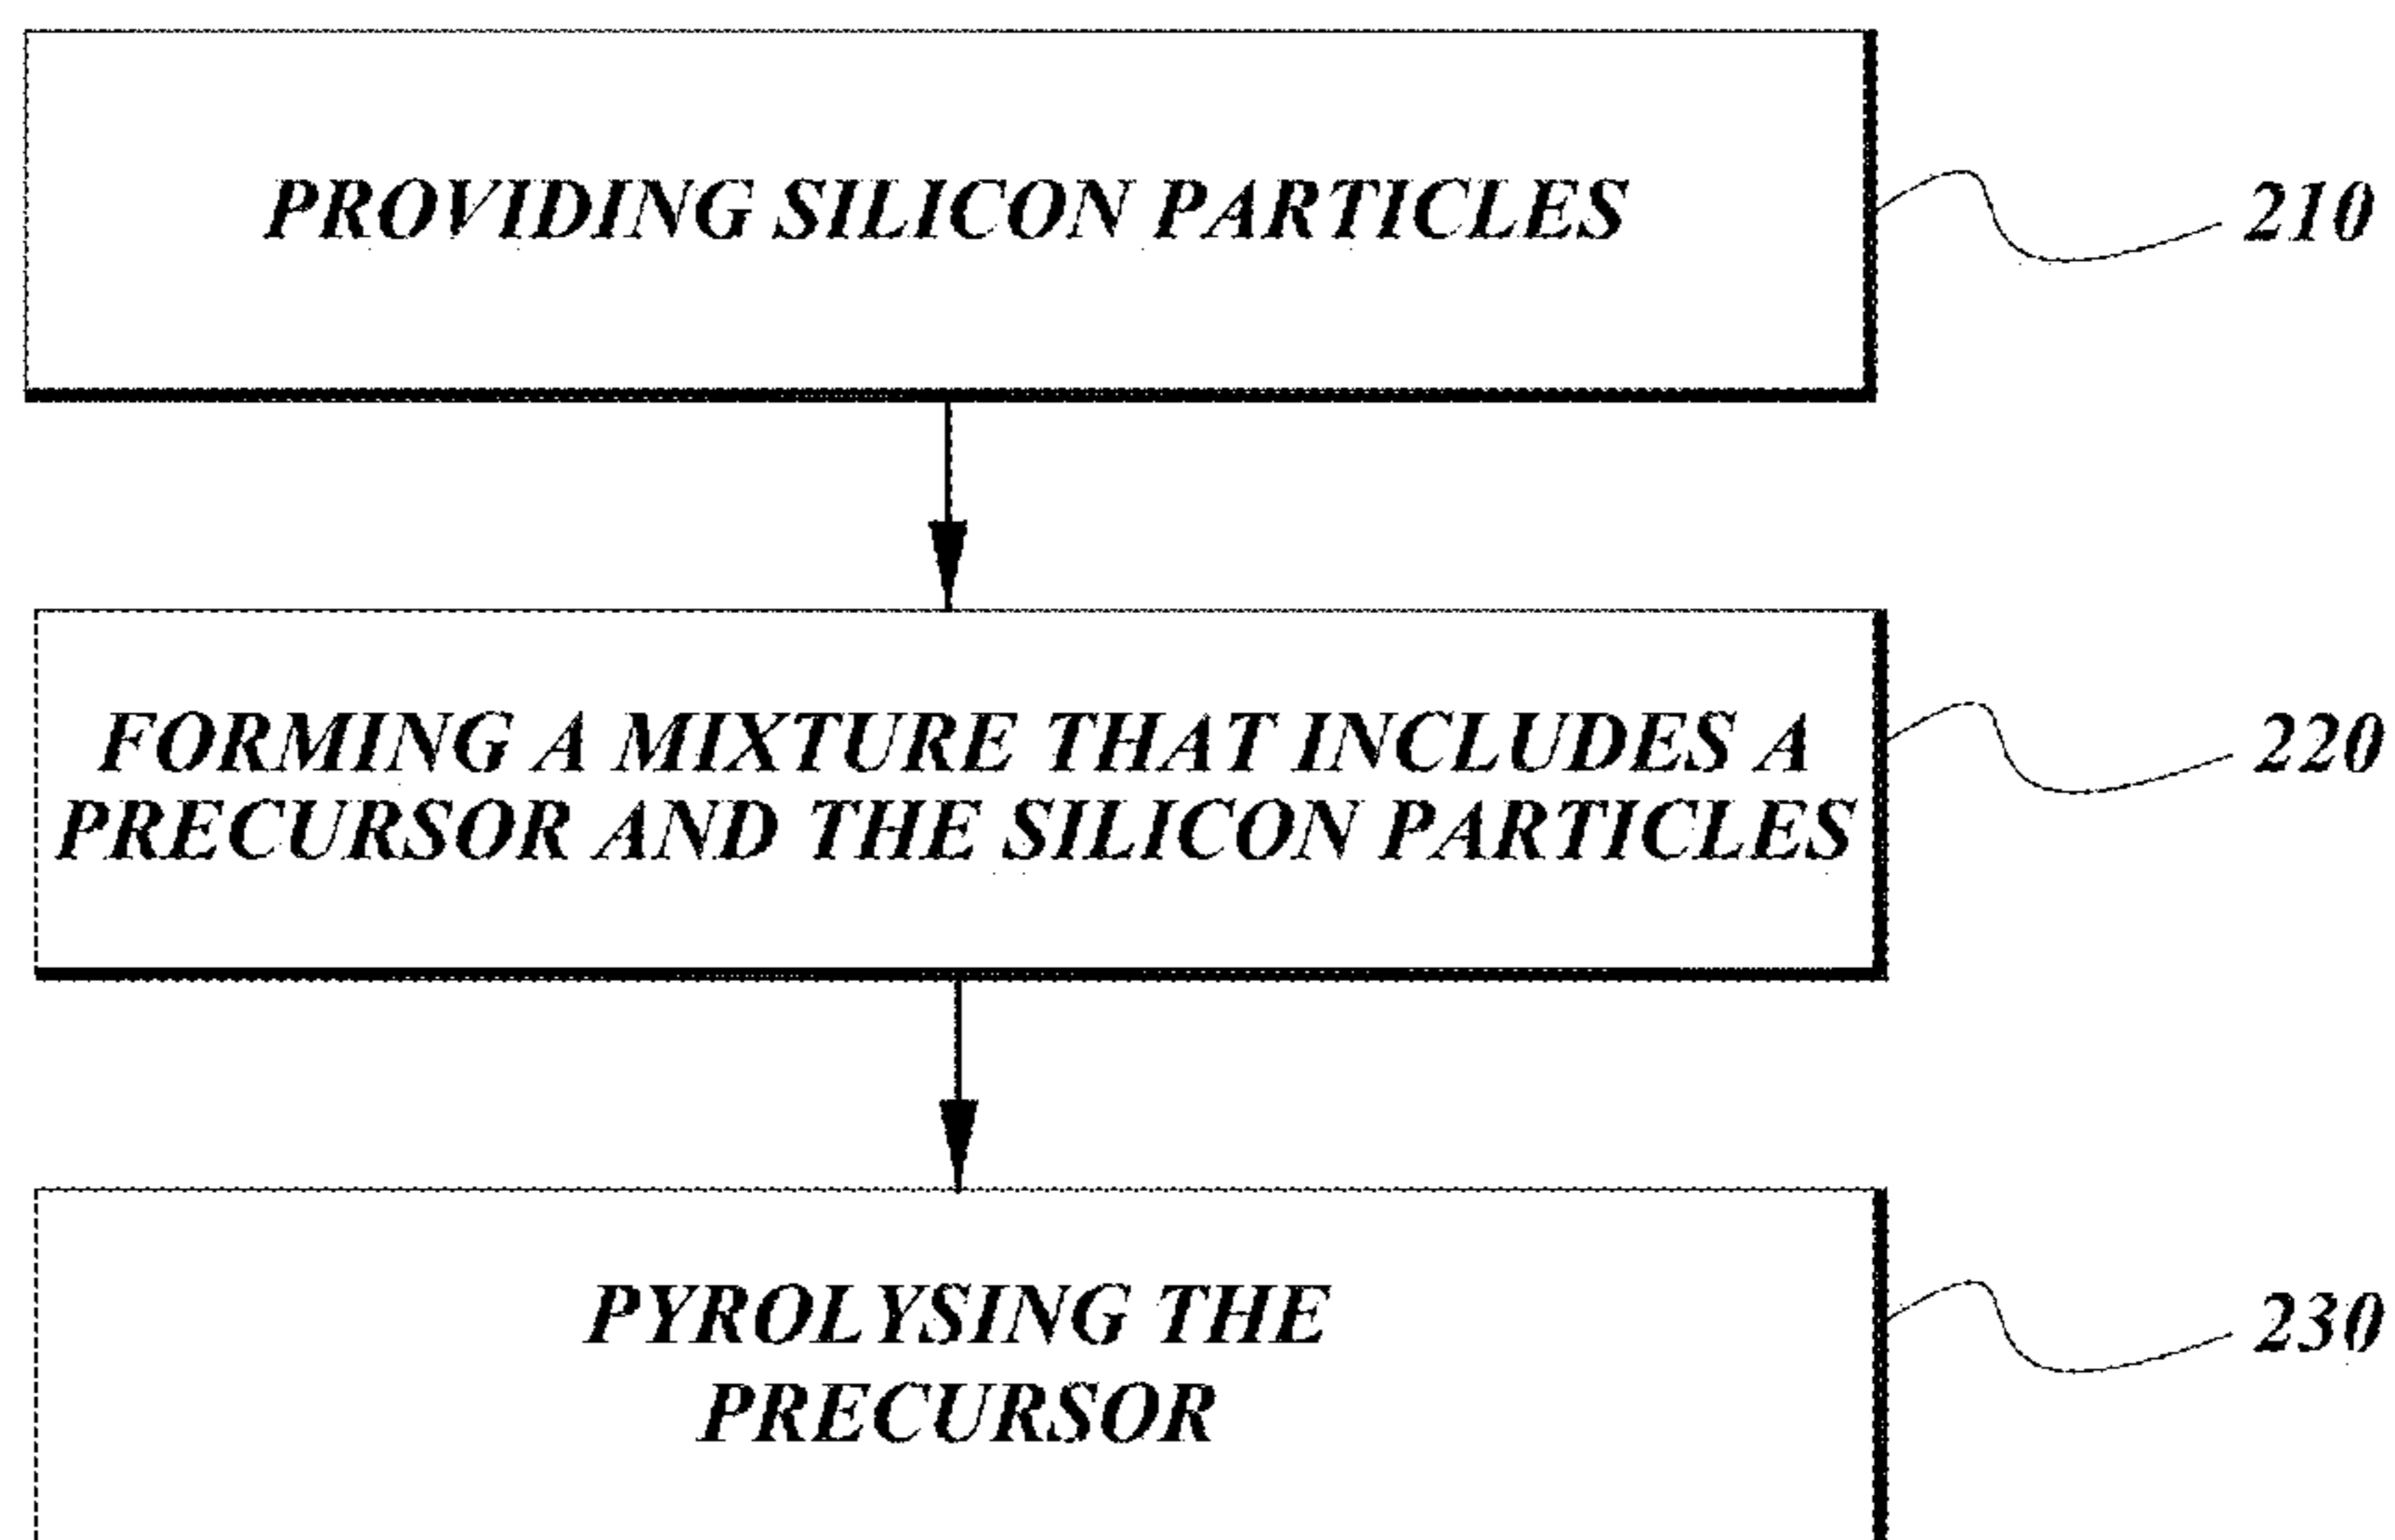 PROVIDING SILICON PARTICLES
210
FORMING A MIXTURE THAT INCLUDES A
PRECURSOR AND THE SILICON PARTICLES
220
PYROLYSING THE
PRECURSOR
230